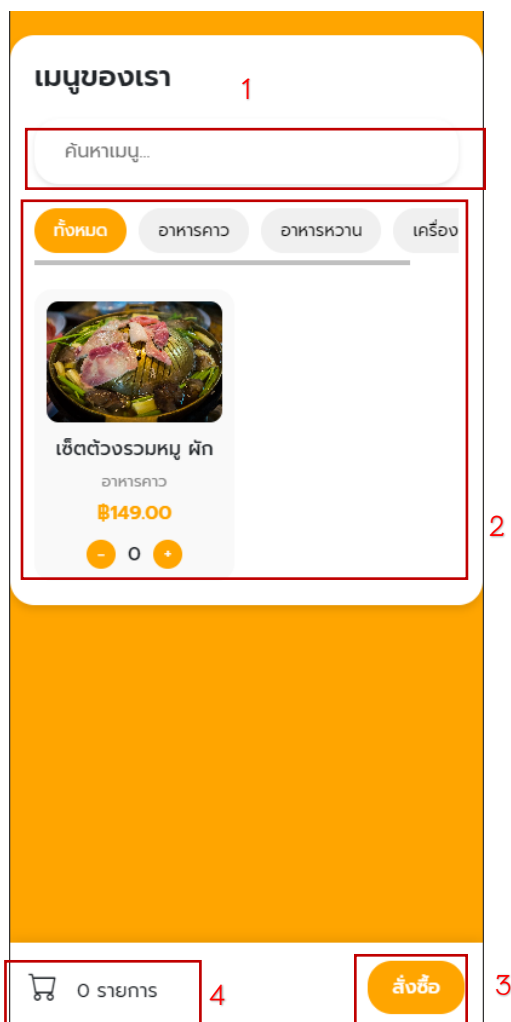 เมนูของเรา
1
ค้นหาเมนู...
ทั้งหมด อาหารคาว อาหารหวาน เครื่อง
เซ็ตต้วงรวมหมู ผัก
อาหารคาว
฿149.00
2
- 0 +
0 รายการ
4
สั่งซื้อ
3